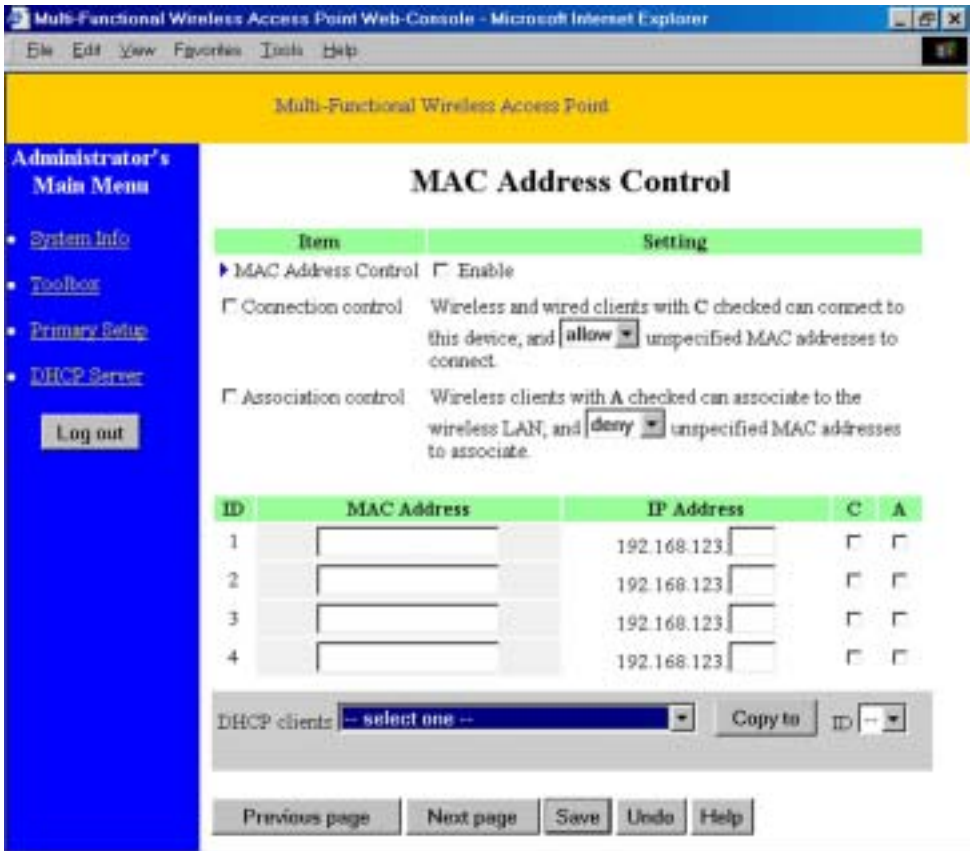 Multi-Functional Wireless Access Point Web-Console - Microsoft Internet Explorer
File Edit View Favorites Tools Help
Multi-Functional Wireless Access Point
Administrator's
Main Menu
System Info
Toolbox
Primary Setup
DHCP Server
Log out
MAC Address Control
Item Setting
MAC Address Control Enable
Connection control Wireless and wired clients with C checked can connect to
this device, and allow unspecified MAC addresses to
connect.
Association control Wireless clients with A checked can associate to the
wireless LAN, and deny unspecified MAC addresses
to associate.
ID MAC Address IP Address C A
1 192.168.123.
2 192.168.123.
3 192.168.123.
4 192.168.123.
DHCP clients -- select one -- Copy to ID --
Previous page Next page Save Undo Help